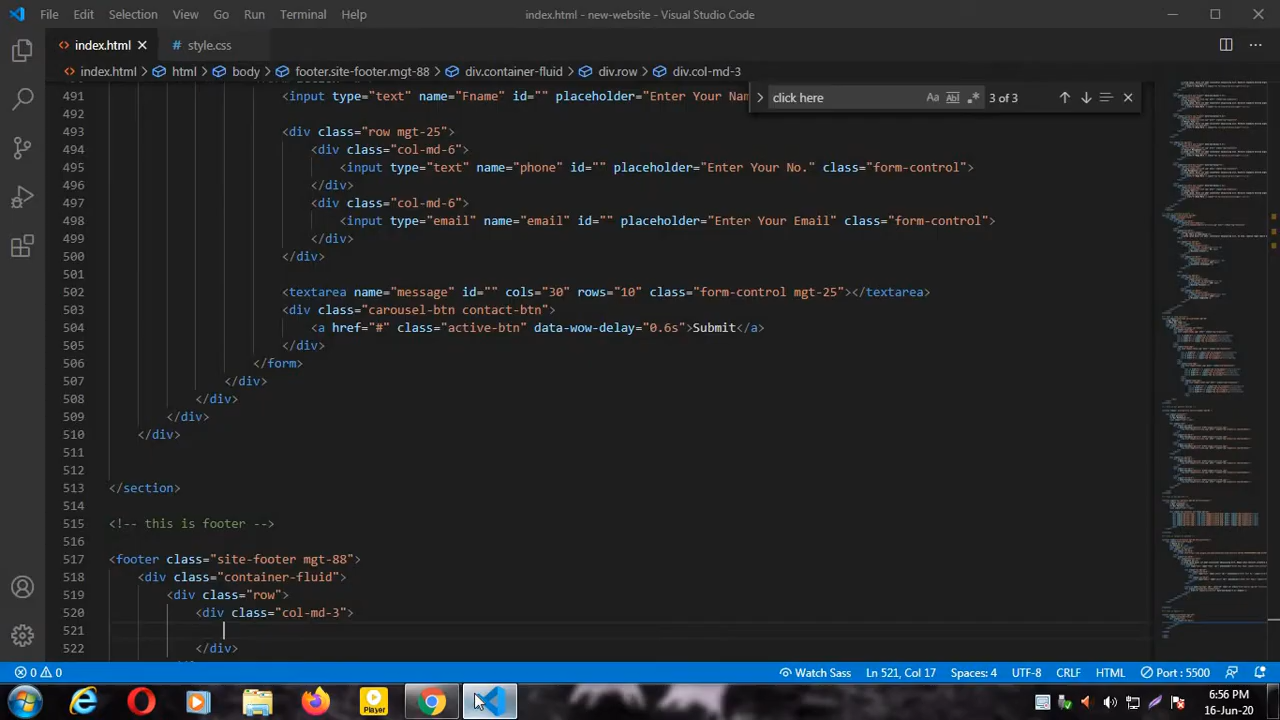 File Edit Selection View Go Run Terminal Help index.html - new-website - Visual Studio Code
index.html style.css
index.html html body footer.site-footer.mgt-88 div.container-fluid div.row div.col-md-3
click here Aa 3 of 3
491 <input type="text" name="Fname" id="" placeholder="Enter Your Nam
492
493 <div class="row mgt-25">
494 <div class="col-md-6">
495 <input type="text" name="phone" id="" placeholder="Enter You no." class="form-control">
496 </div>
497 <div class="col-md-6">
498 <input type="email" name="email" id="" placeholder="Enter Your Email" class="form-control">
499 </div>
500 </div>
501
502 <textarea name="message" id="" cols="30" rows="10" class="form-control mgt-25"></textarea>
503 <div class="carousel-btn contact-btn">
504 <a href="#" class="active-btn" data-wow-delay="0.6s">Submit</a>
505 </div>
506 </form>
507 </div>
508 </div>
509 </div>
510 </div>
511
512
513 </section>
514
515 <!-- this is footer -->
516
517 <footer class="site-footer mgt-88">
518 <div class="container-fluid">
519 <div class="row">
520 <div class="col-md-3">
521
522 </div>
0 0 Watch Sass Ln 521, Col 17 Spaces: 4 UTF-8 CRLF HTML Port : 5500
Player
6:56 PM
16-Jun-20